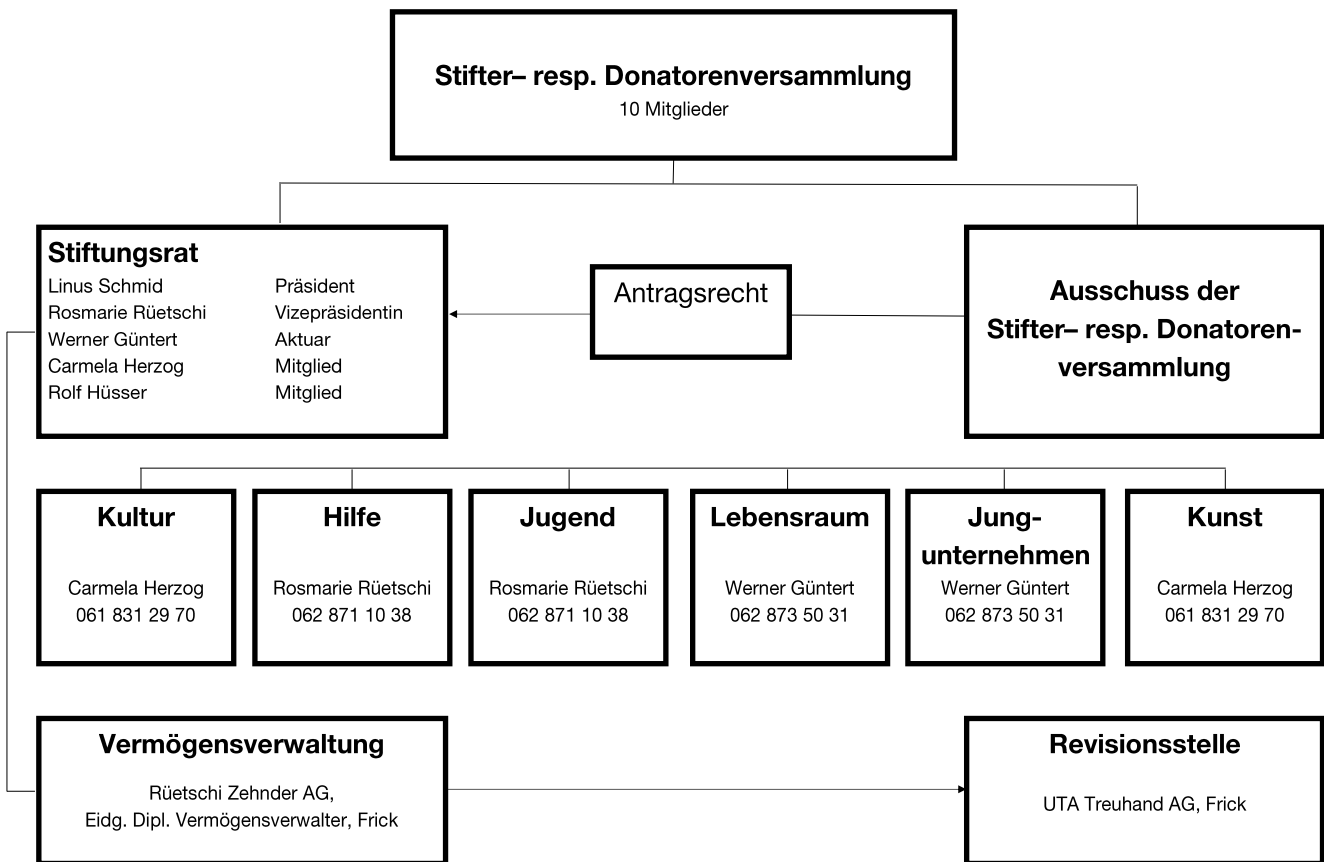 Stifter– resp. Donatorenversammlung
10 Mitglieder
Stiftungsrat
Linus Schmid Präsident
Rosmarie Rüetschi Vizepräsidentin
Werner Güntert Aktuar
Carmela Herzog Mitglied
Rolf Hüsser Mitglied
Antragsrecht
Ausschuss der
Stifter– resp. Donatoren-
versammlung
Kultur
Carmela Herzog
061 831 29 70
Hilfe
Rosmarie Rüetschi
062 871 10 38
Jugend
Rosmarie Rüetschi
062 871 10 38
Lebensraum
Werner Güntert
062 873 50 31
Jung-
unternehmen
Werner Güntert
062 873 50 31
Kunst
Carmela Herzog
061 831 29 70
Vermögensverwaltung
Rüetschi Zehnder AG,
Eidg. Dipl. Vermögensverwalter, Frick
Revisionsstelle
UTA Treuhand AG, Frick